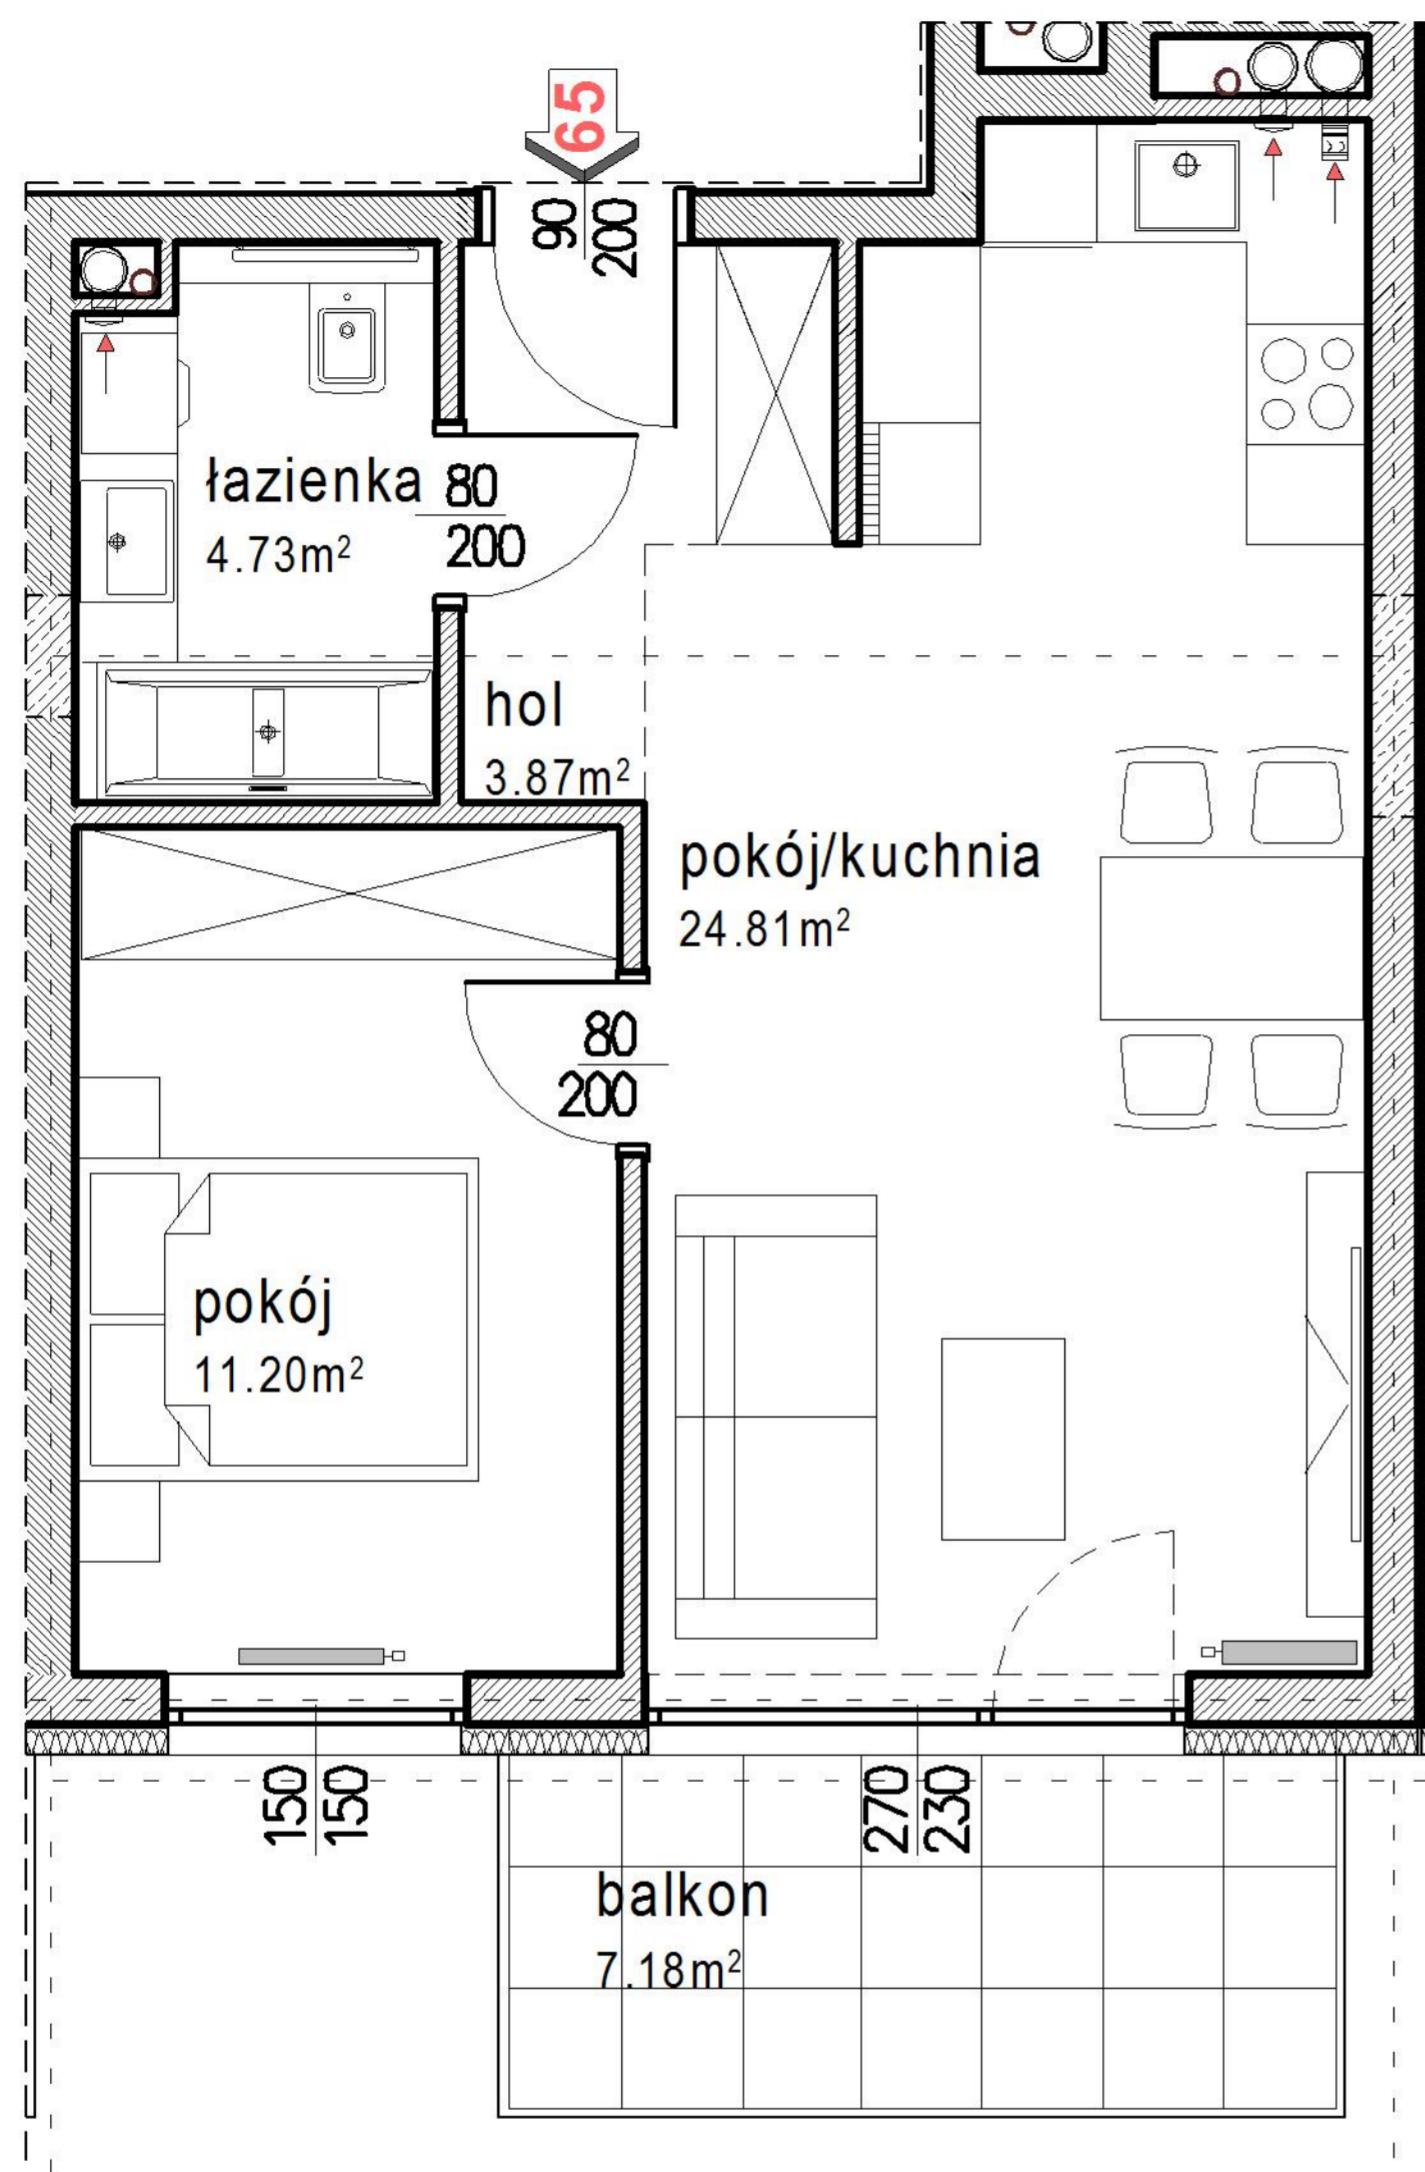 65
90
200
łazienka
4.73m²
80
200
hol
3.87m²
pokój/kuchnia
24.81m²
80
200
pokój
11.20m²
150
150
270
230
balkon
7.18m²